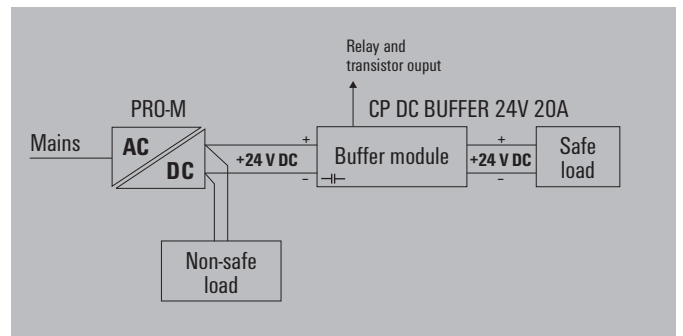 Relay and
transistor ouput
PRO-M
CP DC BUFFER 24V 20A
Mains
AC
DC
+
+24 V DC
–
Buffer module
+
+24 V DC
–
Safe
load
Non-safe
load